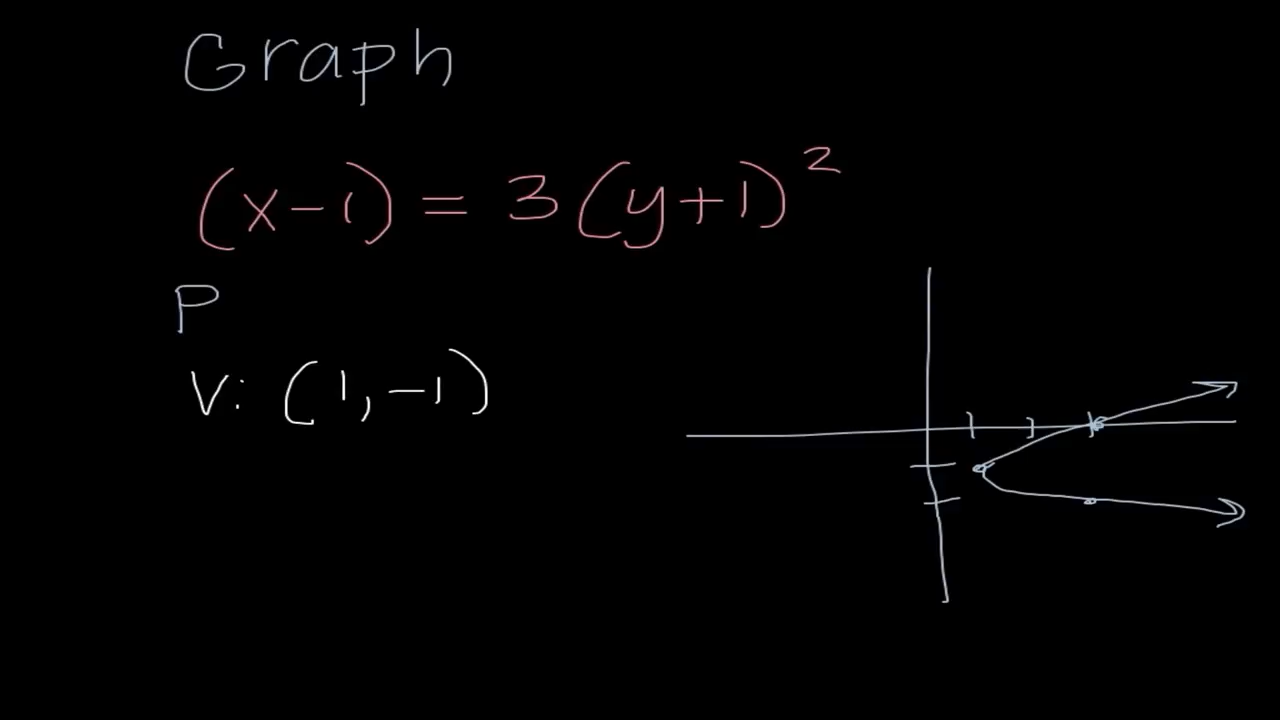 Graph
(x-1) = 3(y+1)²
P
V: (1, -1)